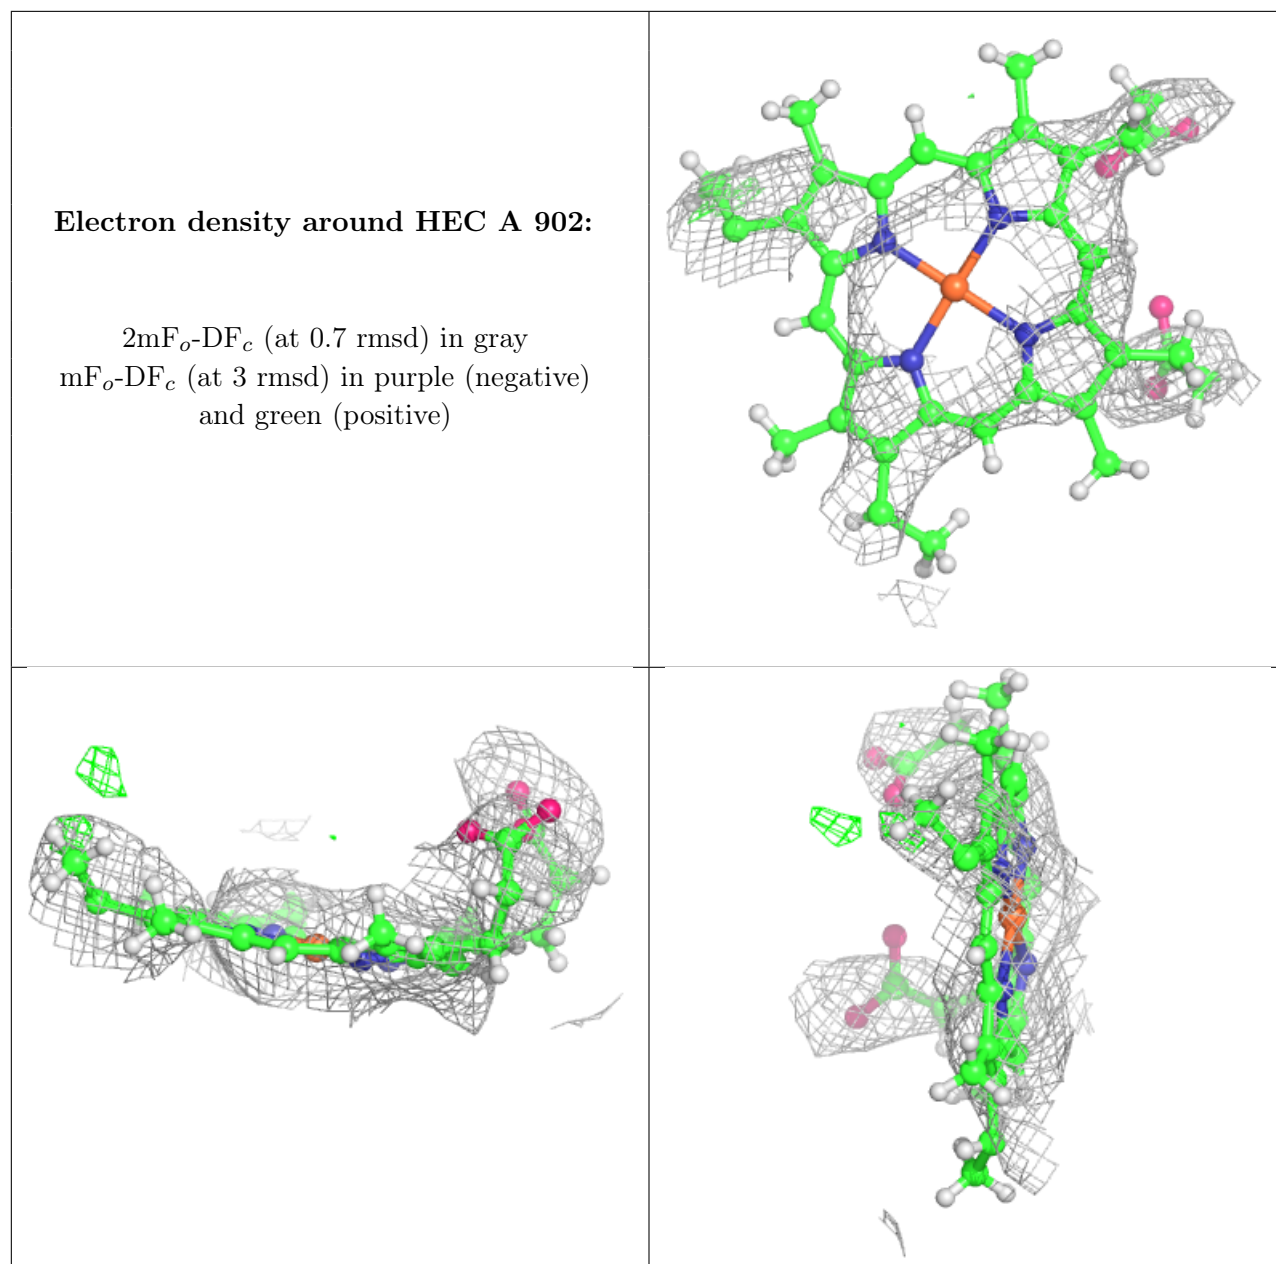 Electron density around HEC A 902:
2mFo-DFc (at 0.7 rmsd) in gray
mFo-DFc (at 3 rmsd) in purple (negative)
and green (positive)